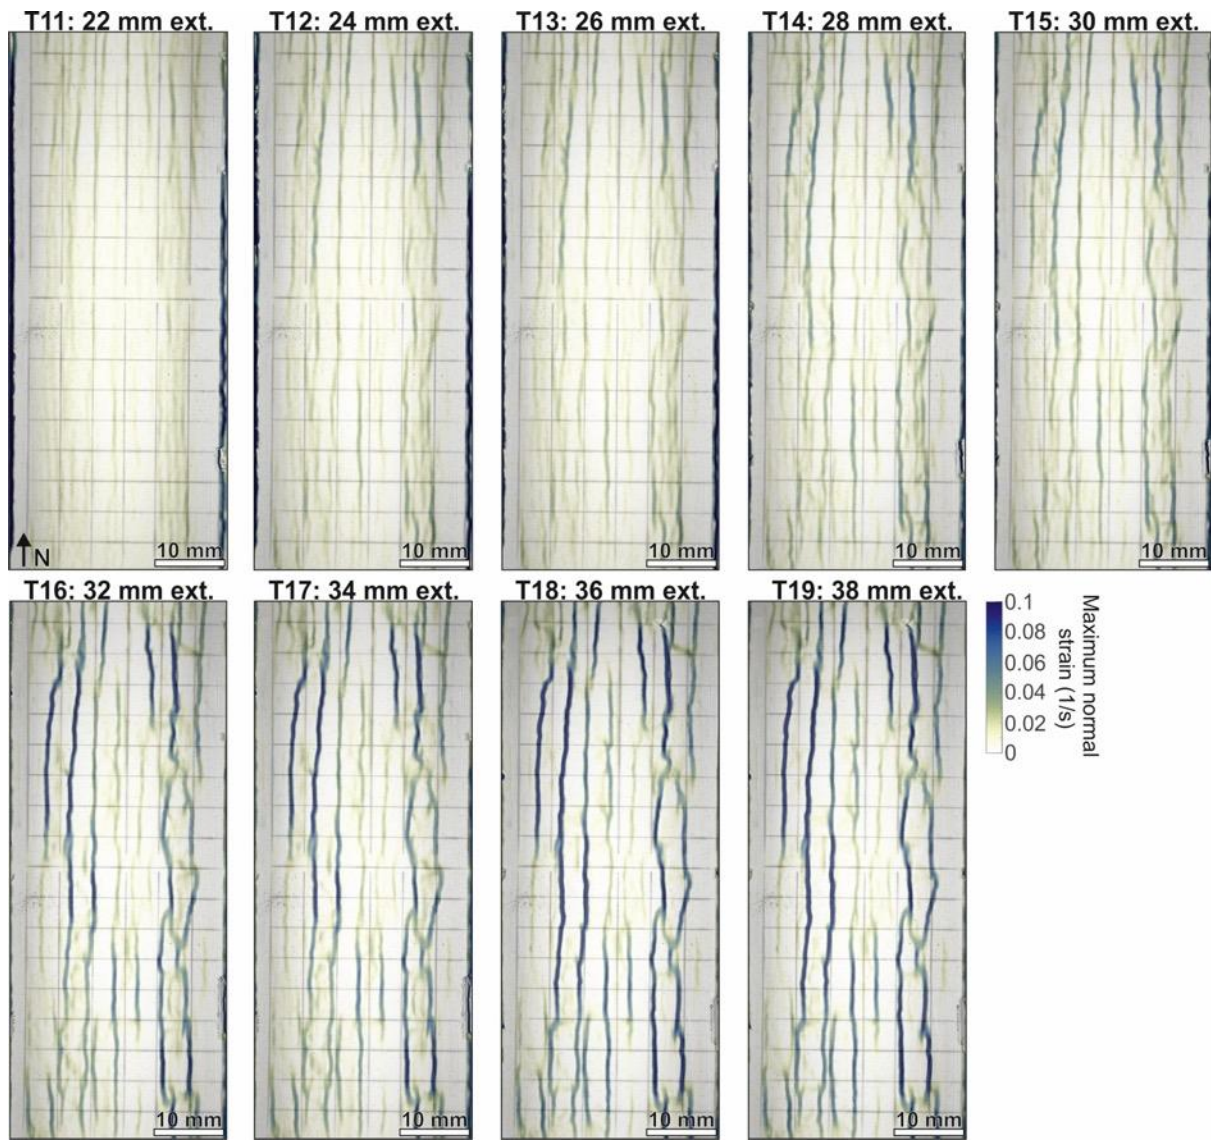 T11: 22 mm ext.
T12: 24 mm ext.
T13: 26 mm ext.
T14: 28 mm ext.
T15: 30 mm ext.
N
10 mm
10 mm
10 mm
10 mm
10 mm
T16: 32 mm ext.
T17: 34 mm ext.
T18: 36 mm ext.
T19: 38 mm ext.
0.1
0.08
0.06
0.04
0.02
0
Maximum normal
strain (1/s)
10 mm
10 mm
10 mm
10 mm